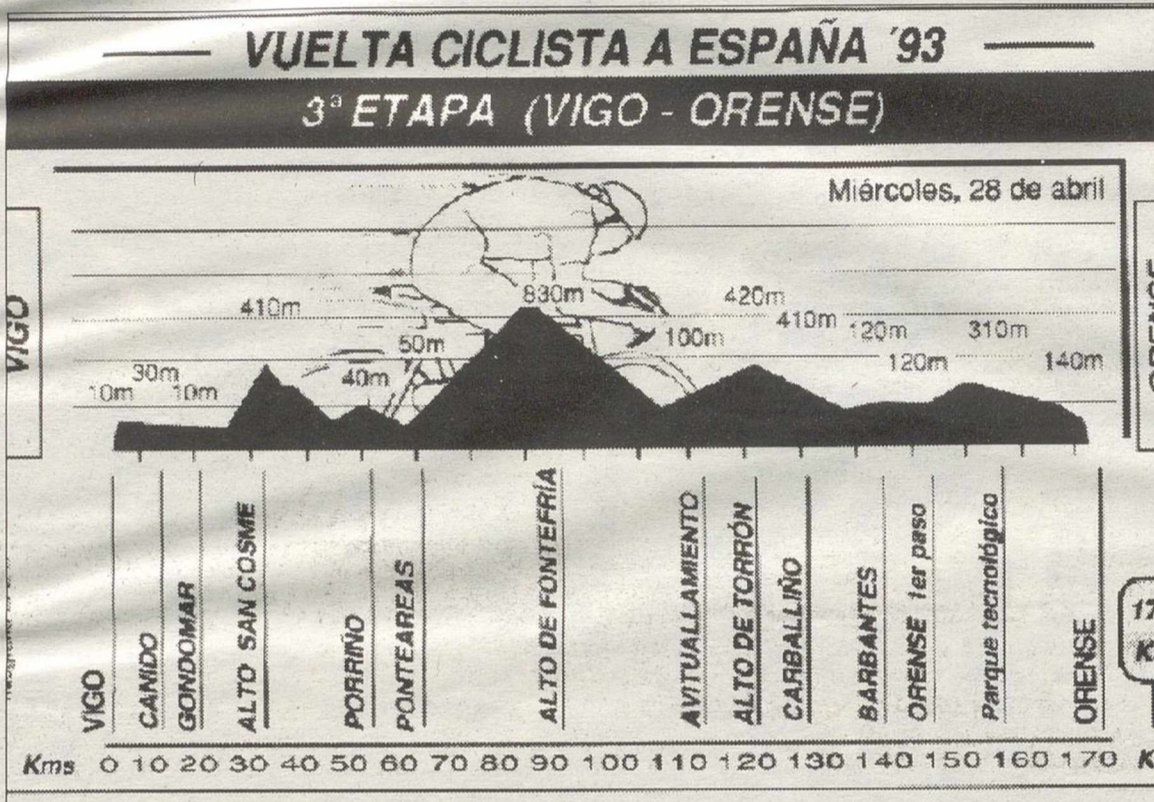 VUELTA CICLISTA A ESPAÑA ´93
3ª ETAPA (VIGO - ORENSE)
Miércoles, 28 de abril
VIGO
410m
830m
420m
410m
120m
310m
50m
100m
30m
40m
120m
140m
10m
10m
VIGO
CANIDO
GONDOMAR
ALTO SAN COSME
PORRIÑO
PONTEAREAS
ALTO DE FONTEFRÍA
AVITUALLAMIENTO
ALTO DE TORRÓN
CARBALLIÑO
BARBANTES
ORENSE 1er paso
Parque tecnológico
ORENSE
17
K
Kms 0 10 20 30 40 50 60 70 80 90 100 110 120 130 140 150 160 170 K